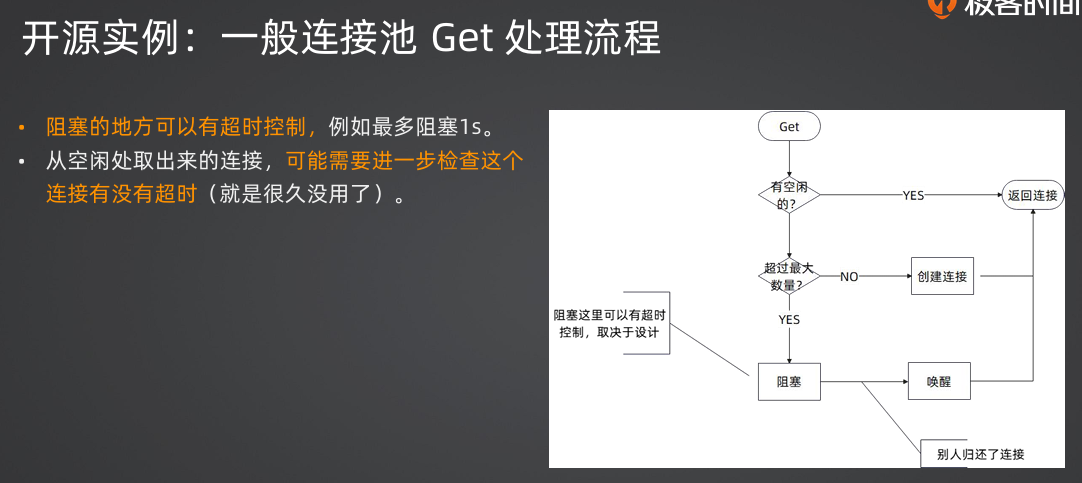 极客时间
开源实例：一般连接池 Get 处理流程
• 阻塞的地方可以有超时控制，例如最多阻塞1s。
• 从空闲处取出来的连接，可能需要进一步检查这个
连接有没有超时（就是很久没用了）。
Get
有空闲
的？
YES
返回连接
超过最大
数量？
NO
创建连接
YES
阻塞这里可以有超时
控制，取决于设计
阻塞
唤醒
别人归还了连接